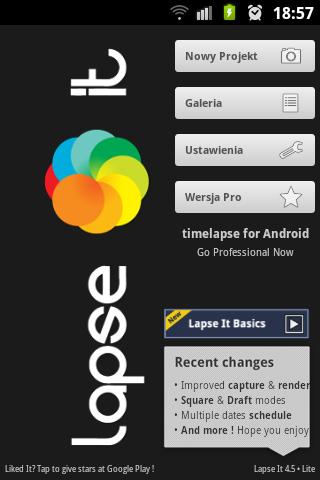 18:57
lapse it
Nowy Projekt
Galeria
Ustawienia
Wersja Pro
timelapse for Android
Go Professional Now
New
Lapse It Basics
Recent changes
• Improved capture & render
• Square & Draft modes
• Multiple dates schedule
• And more ! Hope you enjoy
Liked It? Tap to give stars at Google Play !
Lapse It 4.5 • Lite